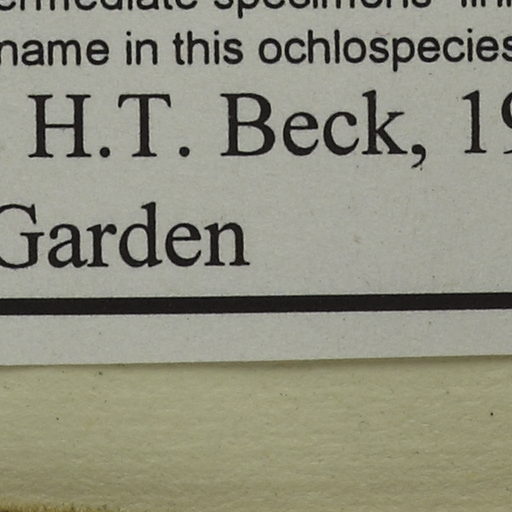 name in this ochlospecies
H.T. Beck, 19
Garden